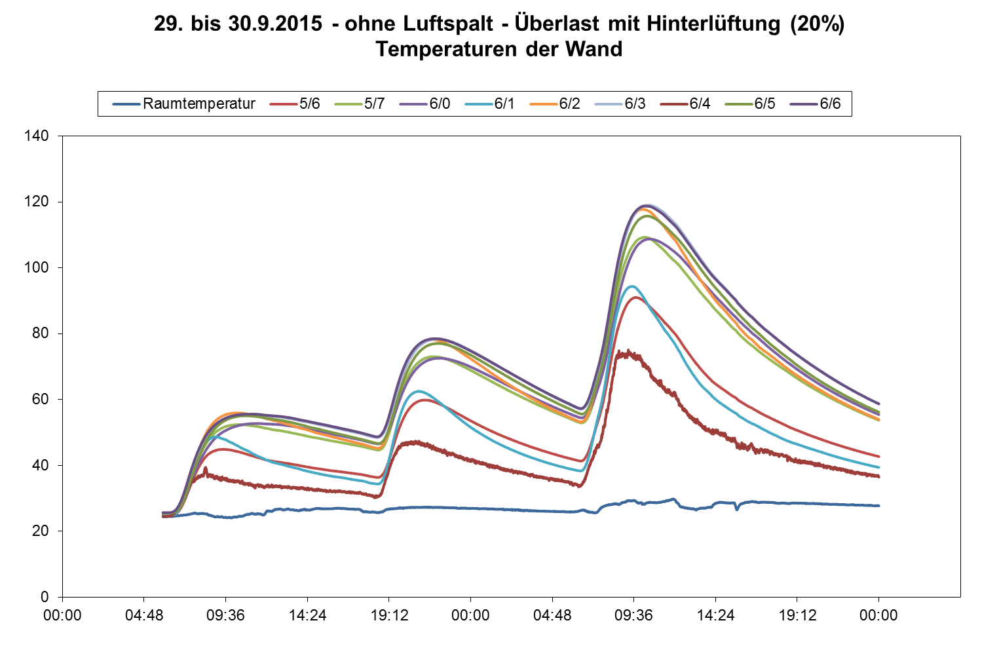 29. bis 30.9.2015 - ohne Luftspalt - Überlast mit Hinterlüftung (20%)
Temperaturen der Wand
Raumtemperatur 5/6 5/7 6/0 6/1 6/2 6/3 6/4 6/5 6/6
140
120
100
80
60
40
20
0
00:00 04:48 09:36 14:24 19:12 00:00 04:48 09:36 14:24 19:12 00:00